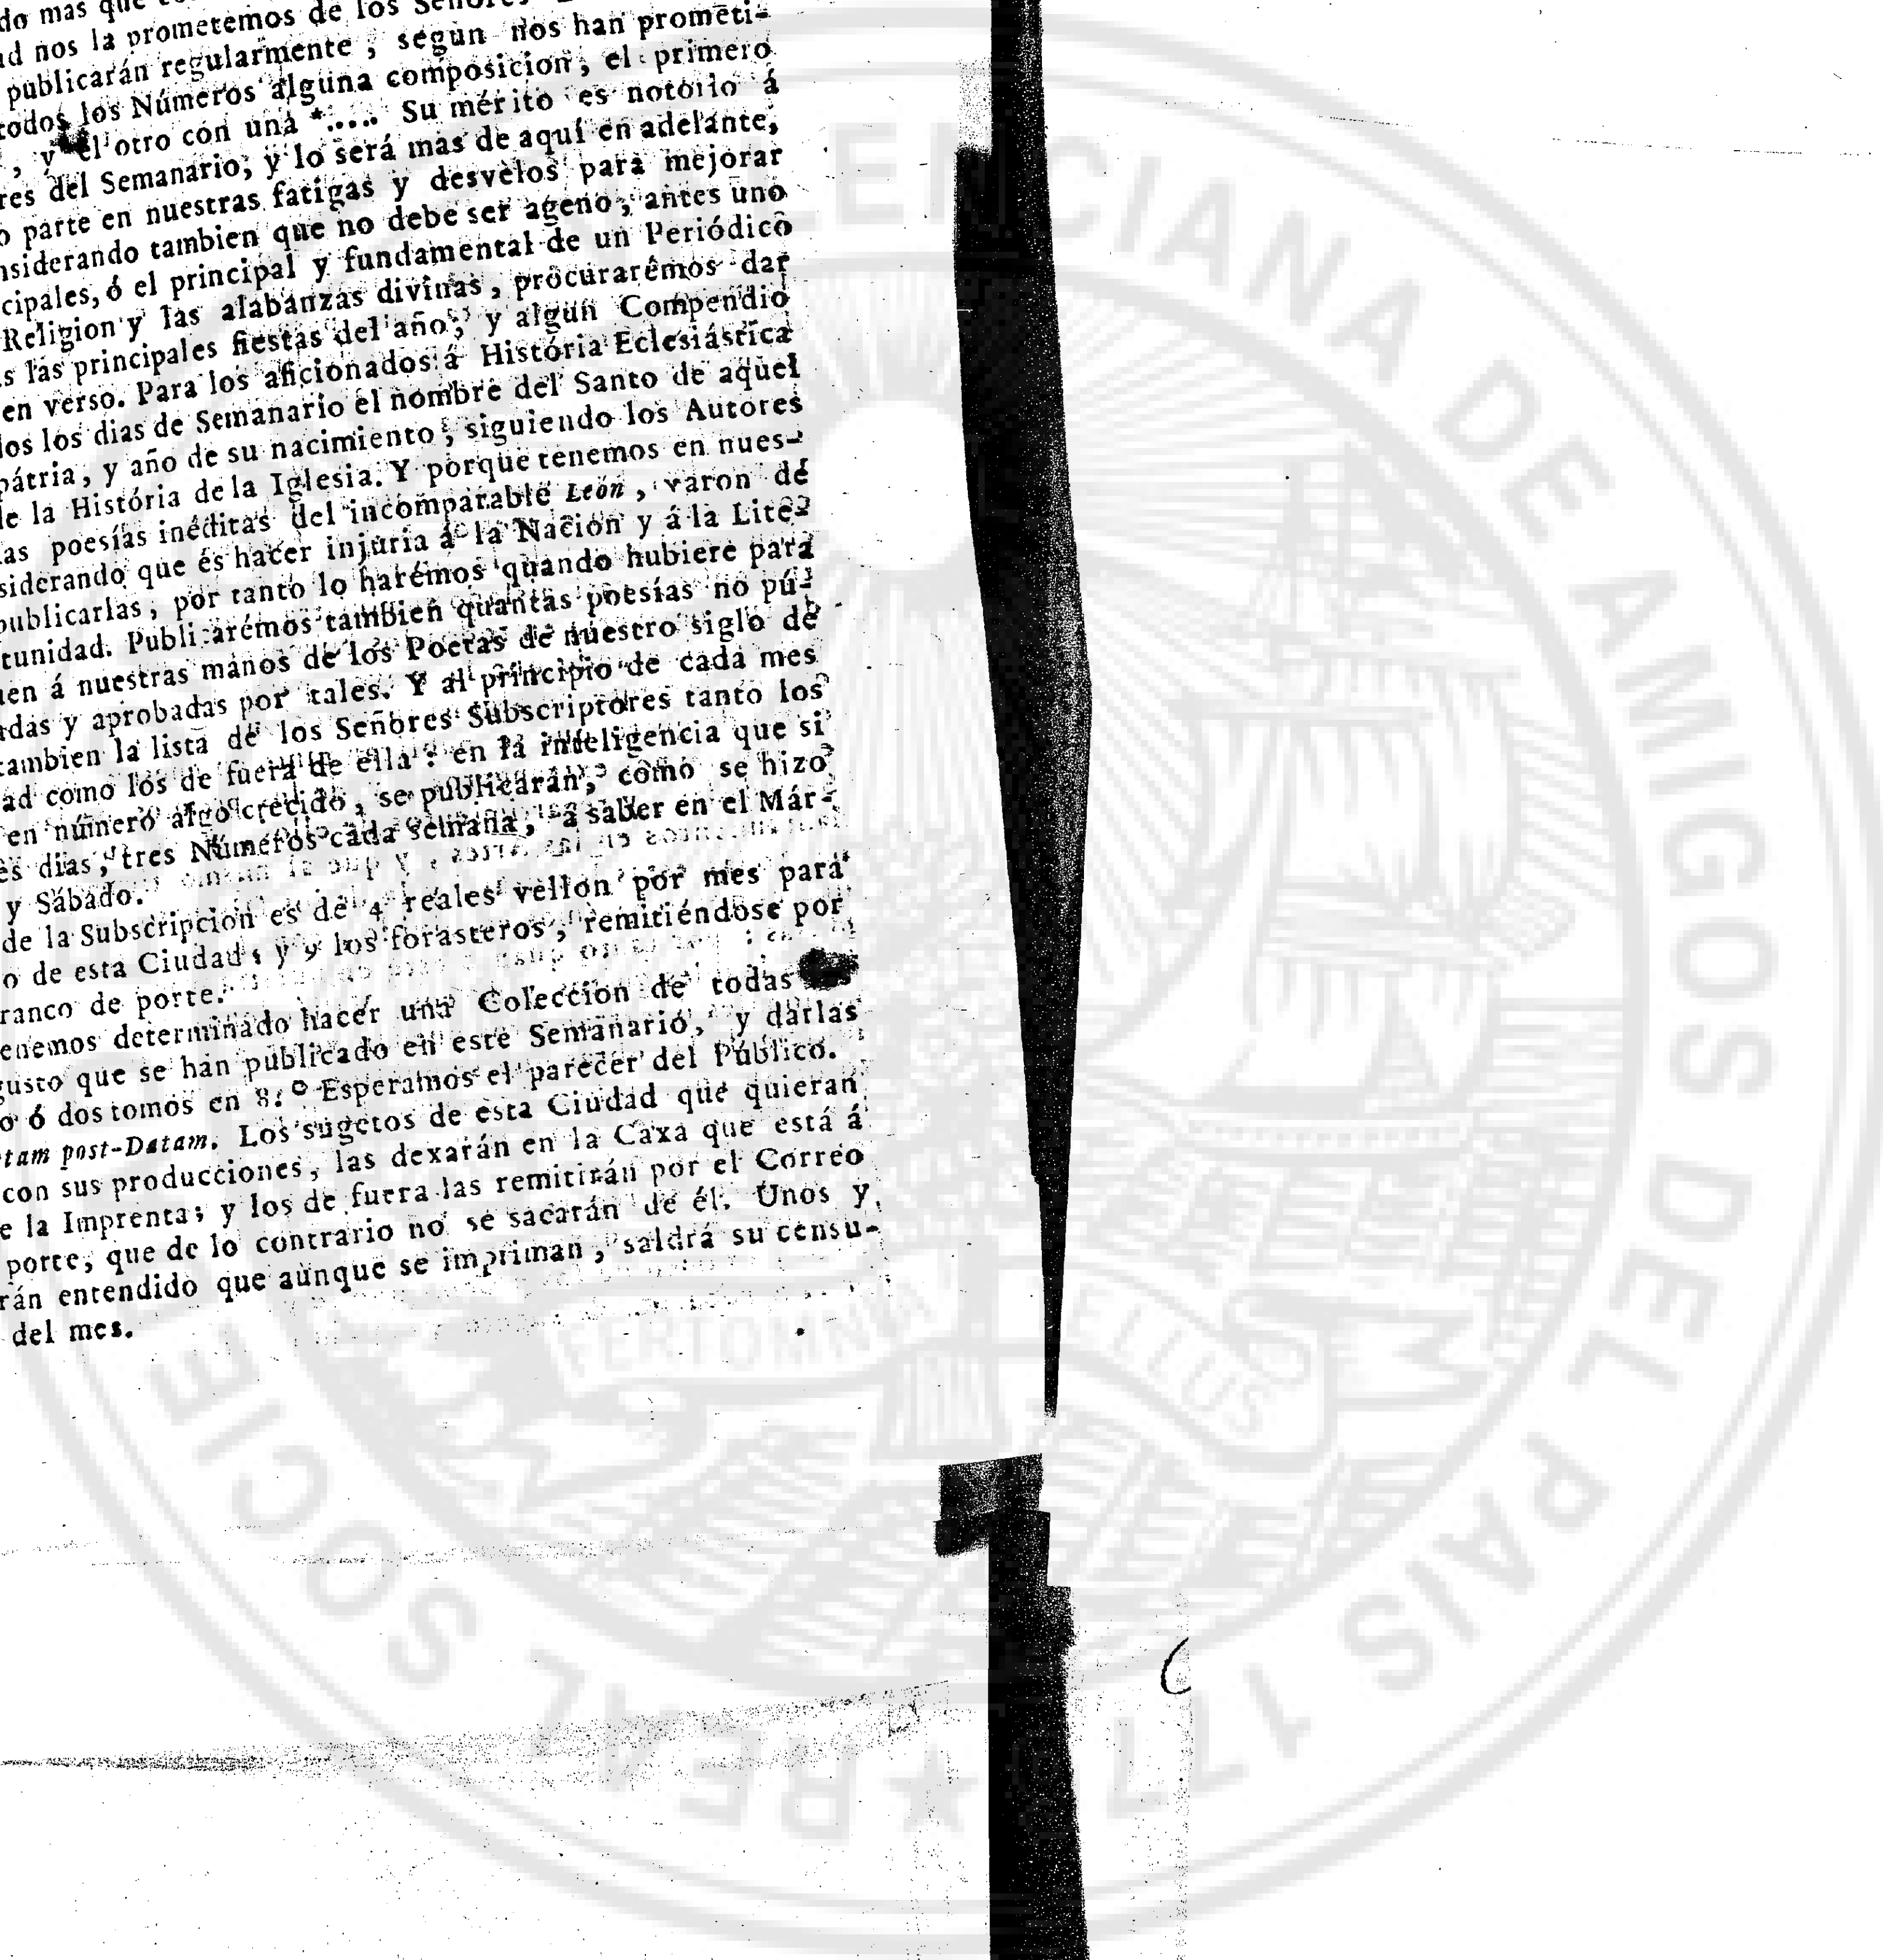 do mas que
nos la prometemos de los
publicarán regularmente, segun nos han prometi-
todos los Números alguna composicion, el primero
, y el otro con una *..... Su mérito es notorio á
res del Semanario, y lo será mas de aquí en adelante,
o parte en nuestras fatigas y desvelos para mejorar
nsiderando tambien que no debe ser ageno, antes uno
cipales, ó el principal y fundamental de un Periódico
Religion y las alabanzas divinas, procurarémos dar
s las principales fiestas del año, y algun Compendio
en verso. Para los aficionados á História Eclesiástica
los los dias de Semanario el nombre del Santo de aquel
pátria, y año de su nacimiento, siguiendo los Autores
de la História de la Iglesia. Y porque tenemos en nues-
as poesías inéditas del incomparable León, varon de
siderando que és hacer injuria á la Nacion y á la Lite-
publicarlas, por tanto lo harémos quando hubiere para
tunidad. Publicarémos tambien quantas poesías no pú-
uen á nuestras manos de los Poetas de nuestro siglo de
adas y aprobadas por tales. Y al principio de cada mes
tambien la lista de los Señores Subscriptores tanto los
ad como los de fuera de ella: en la inteligencia que si
en número algo crecido, se publicarán, como se hizo
es dias, tres Números cada semana, á saber en el Már-
y Sábado.
de la Subscripcion es de 4 reales vellon por mes para
o de esta Ciudad; y 9 los forasteros, remitiéndose por
ranco de porte.
enemos determinado hacer una Coleccion de todas
gusto que se han publicado en este Semanario, y darlas
o ó dos tomos en 8.º Esperamos el parecer del Público.
tam post-Datam. Los sugetos de esta Ciudad que quieran
con sus producciones, las dexarán en la Caxa que está á
e la Imprenta; y los de fuera las remitirán por el Correo
porte, que de lo contrario no se sacarán de él. Unos y
rán entendido que aunque se impriman, saldrá su censu-
del mes.
REAL SOCIE
ENCIANA DE AMIGOS DEL PAIS 17